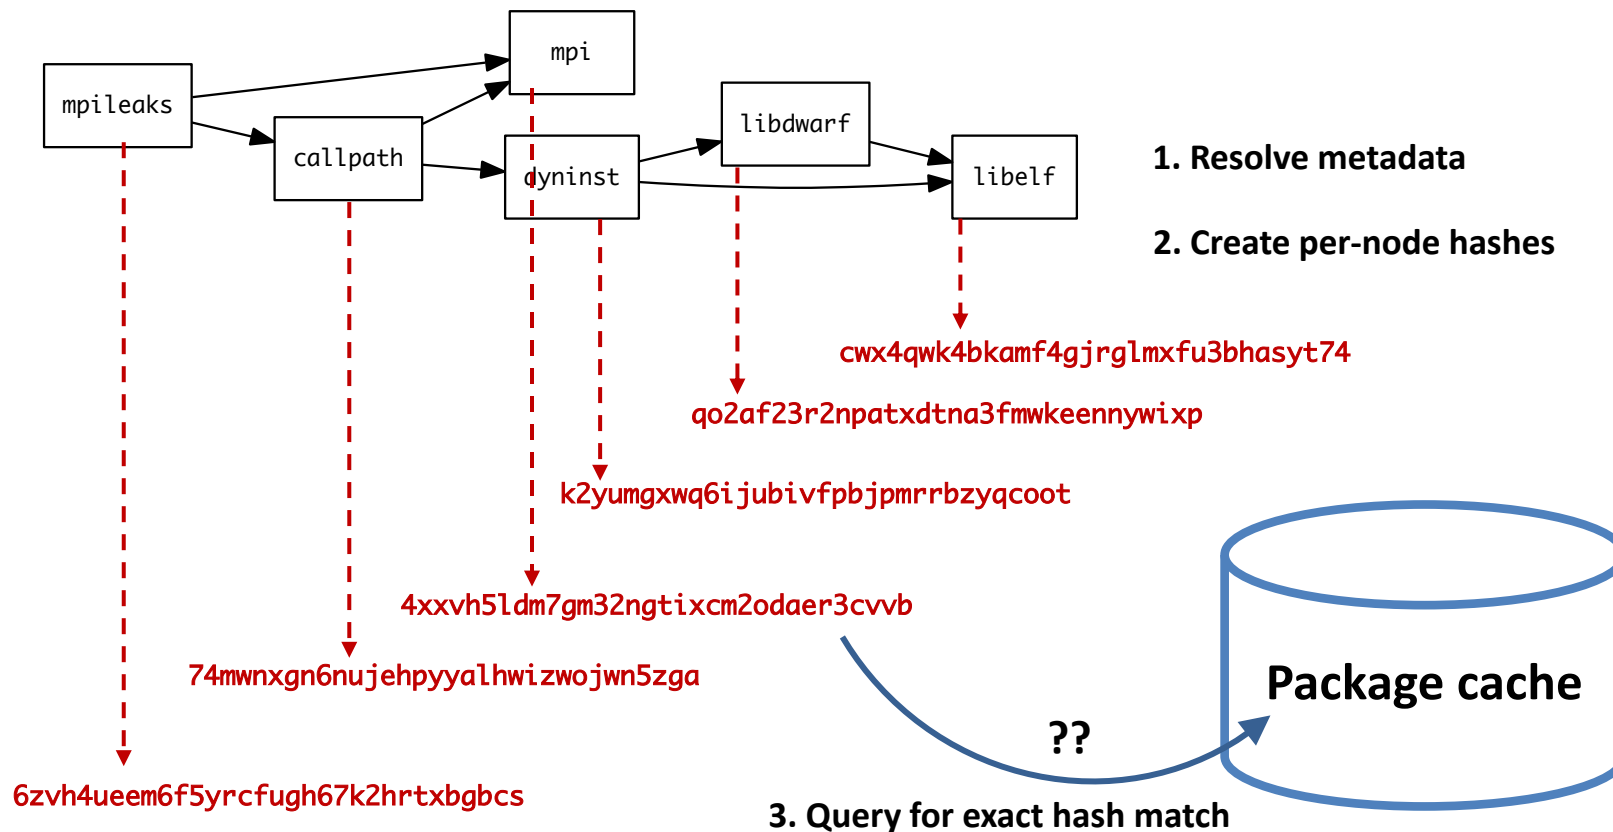 mpi
mpileaks
libdwarf
callpath
dyninst
libelf
1. Resolve metadata
2. Create per-node hashes
cwx4qwk4bkamf4gjrglmxfu3bhasyt74
qo2af23r2npatxdtna3fmwkeennywixp
k2yumgxwq6ijubivfpbjpmrrbzyqcoot
4xxvh5ldm7gm32ngtixcm2odaer3cvvb
74mwnxgn6nujehpyyalhwizwojwn5zga
Package cache
??
6zvh4ueem6f5yrcfugh67k2hrtxbgbcs
3. Query for exact hash match